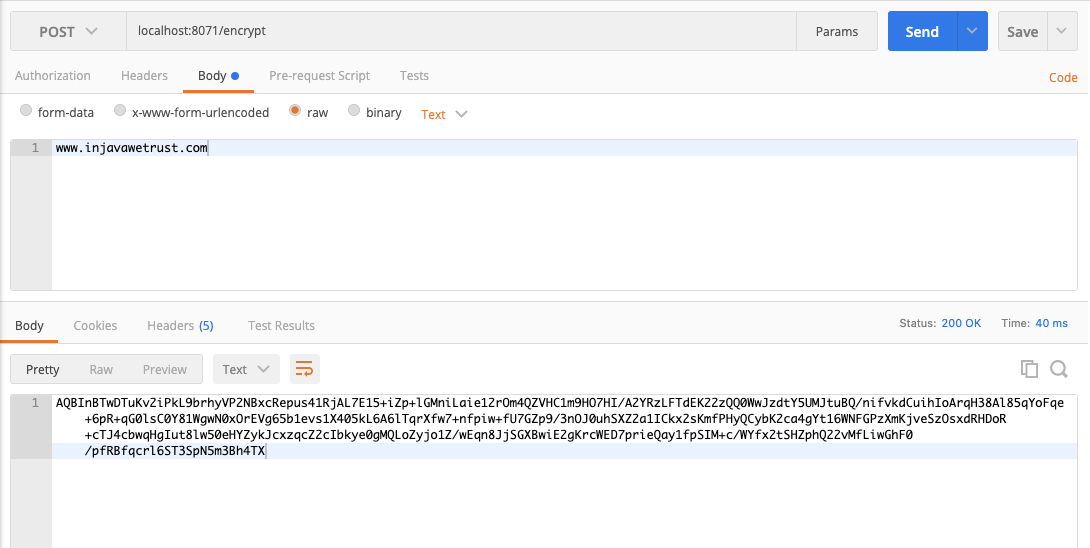 POST localhost:8071/encrypt Params Send Save
Authorization Headers Body Pre-request Script Tests Code
form-data x-www-form-urlencoded raw binary Text
1 www.injavawetrust.com
Body Cookies Headers (5) Test Results Status: 200 OK Time: 40 ms
Pretty Raw Preview Text
1 AQBInBTwDTuKv2iPkL9brhyVP2NBxcRepus41RjAL7E15+iZp+lGMniLaie12rOm4QZVHC1m9HO7HI/A2YRzLFTdEK22zQQ0WwJzdtY5UMJtuBQ/nifvkdCuihIoArqH38Al85qYoFqe
+6pR+qG0lsC0Y81WgwN0xOrEVg65b1evs1X405kL6A6lTqrXfw7+nfpiw+fU7GZp9/3nOJ0uhSXZ2a1ICkx2sKmfPHyQCybK2ca4gYt16WNFGPzXmKjveSzOsxdRHDoR
+cTJ4cbwqHgIut8lw50eHYZykJcxzqcZ2cIbkye0gMQLoZyjo1Z/wEqn8JjSGXBwiE2gKrcWED7prieQay1fpSIM+c/WYfx2tSHZphQ22vMfLiwGhF0
/pfRBfqcrl6ST3SpN5m3Bh4TX